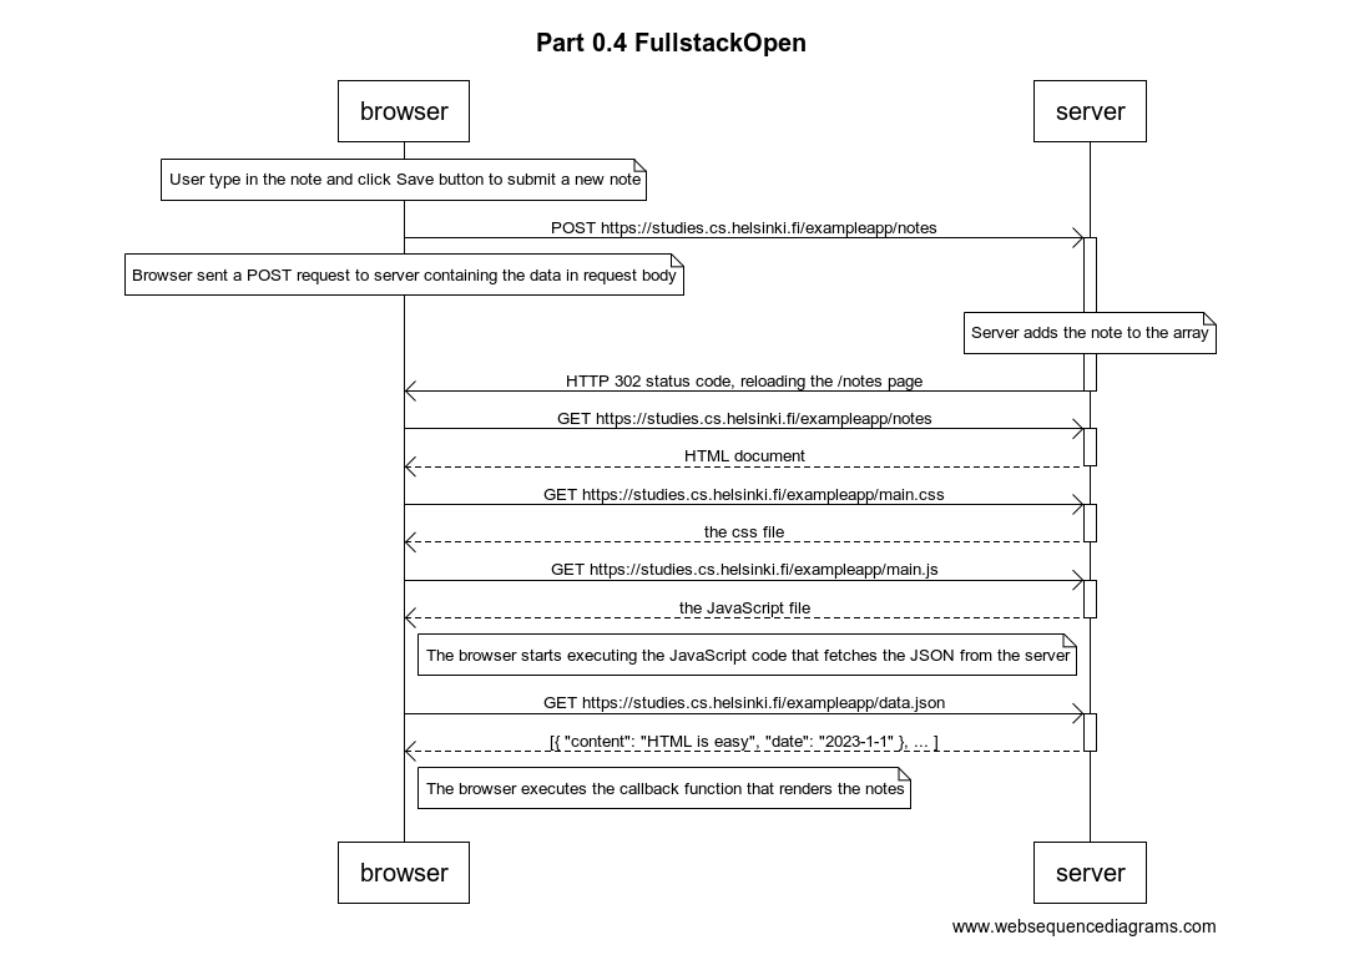 Part 0.4 FullstackOpen
browser
server
User type in the note and click Save button to submit a new note
POST https://studies.cs.helsinki.fi/exampleapp/notes
Browser sent a POST request to server containing the data in request body
Server adds the note to the array
HTTP 302 status code, reloading the /notes page
GET https://studies.cs.helsinki.fi/exampleapp/notes
HTML document
GET https://studies.cs.helsinki.fi/exampleapp/main.css
the css file
GET https://studies.cs.helsinki.fi/exampleapp/main.js
the JavaScript file
The browser starts executing the JavaScript code that fetches the JSON from the server
GET https://studies.cs.helsinki.fi/exampleapp/data.json
[{ "content": "HTML is easy", "date": "2023-1-1" }, ... ]
The browser executes the callback function that renders the notes
browser
server
www.websequencediagrams.com